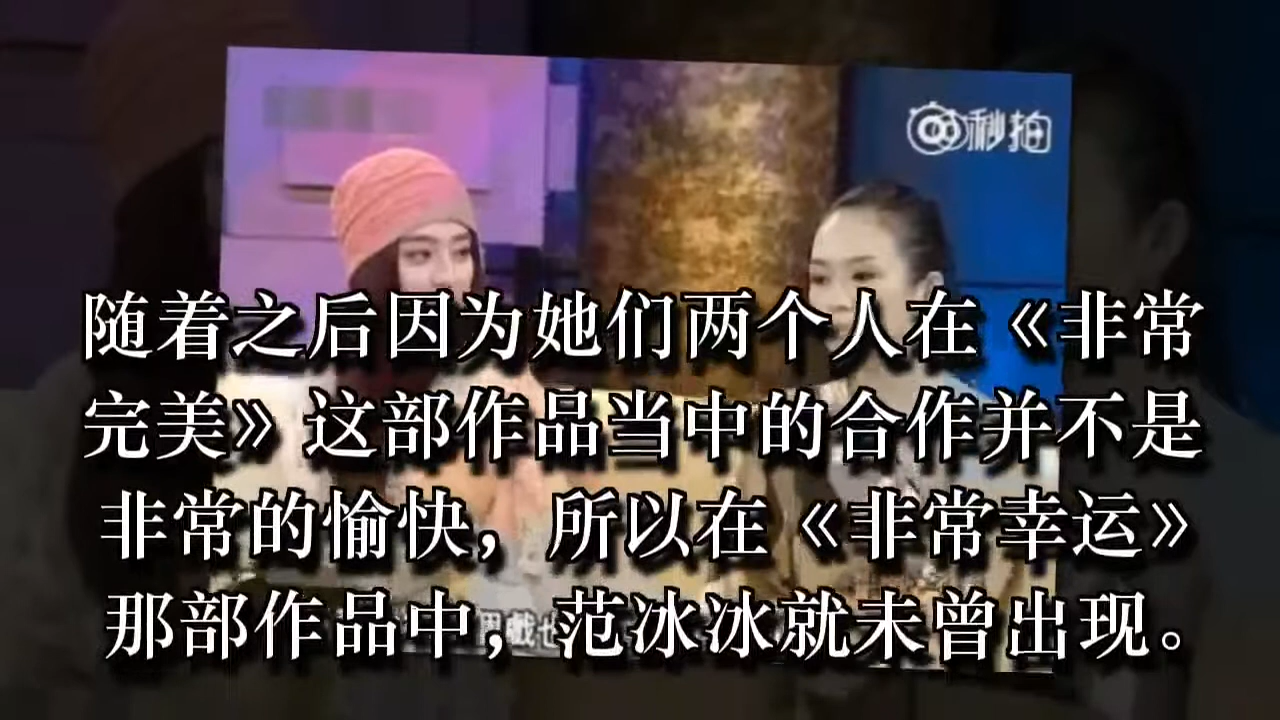 秒拍
随着之后因为她们两个人在《非常
完美》这部作品当中的合作并不是
非常的愉快，所以在《非常幸运》
那部作品中，范冰冰就未曾出现。